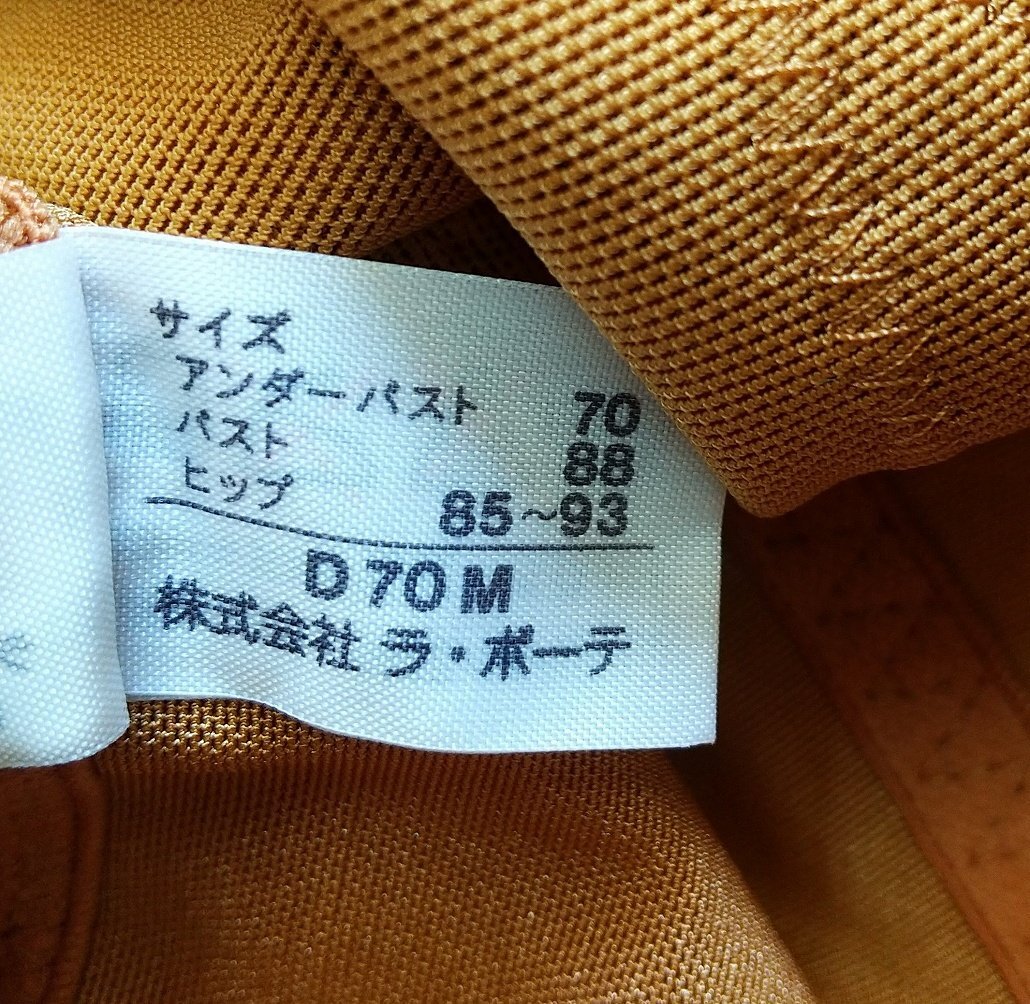 サイズ
アンダーバスト 70
バスト 88
ヒップ 85~93
D70M
株式会社 ラ・ボーテ